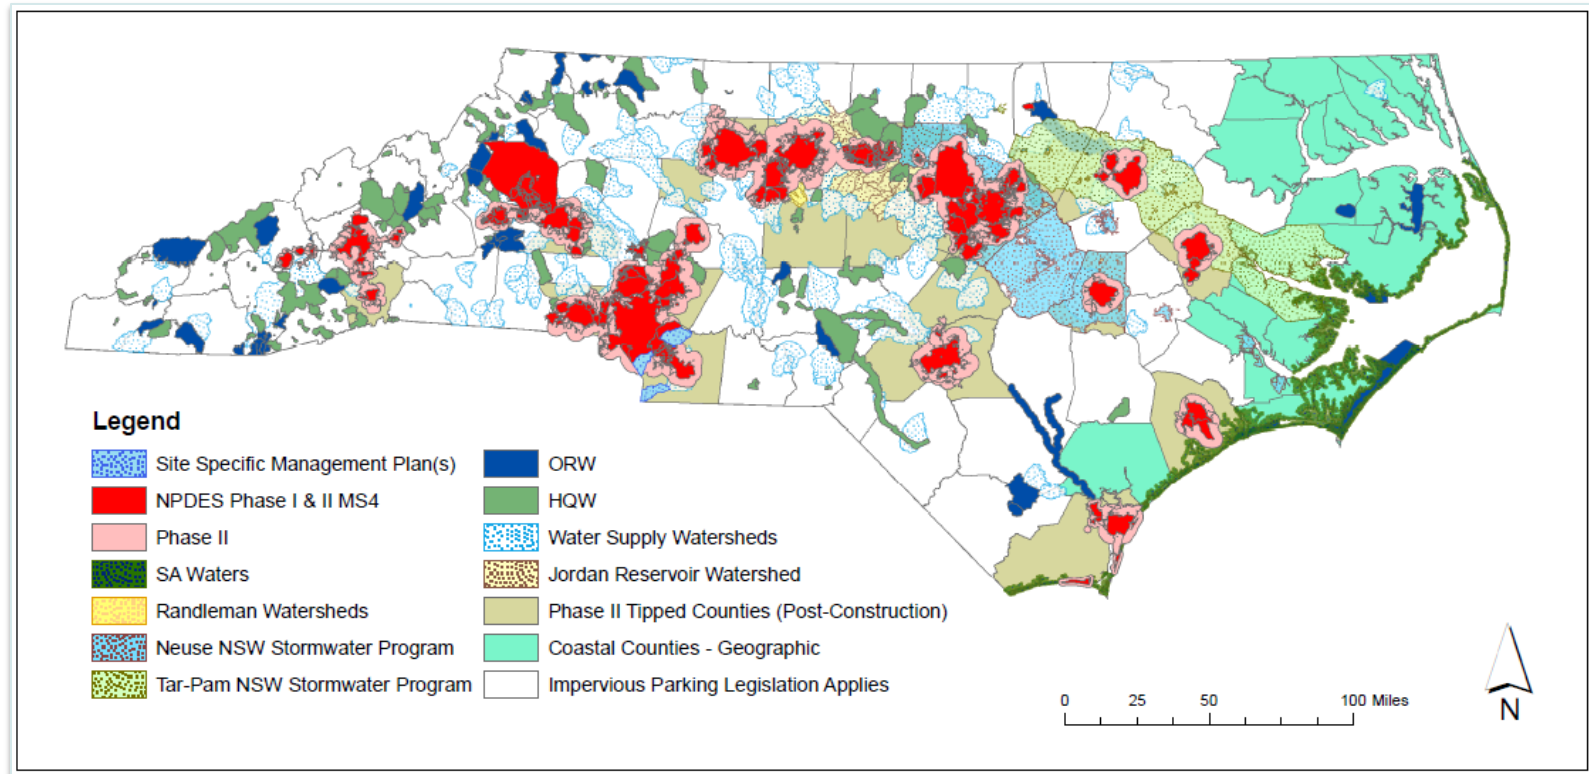 Legend
Site Specific Management Plan(s)
NPDES Phase I & II MS4
Phase II
SA Waters
Randleman Watersheds
Neuse NSW Stormwater Program
Tar-Pam NSW Stormwater Program
ORW
HQW
Water Supply Watersheds
Jordan Reservoir Watershed
Phase II Tipped Counties (Post-Construction)
Coastal Counties - Geographic
Impervious Parking Legislation Applies
0 25 50 100 Miles
N